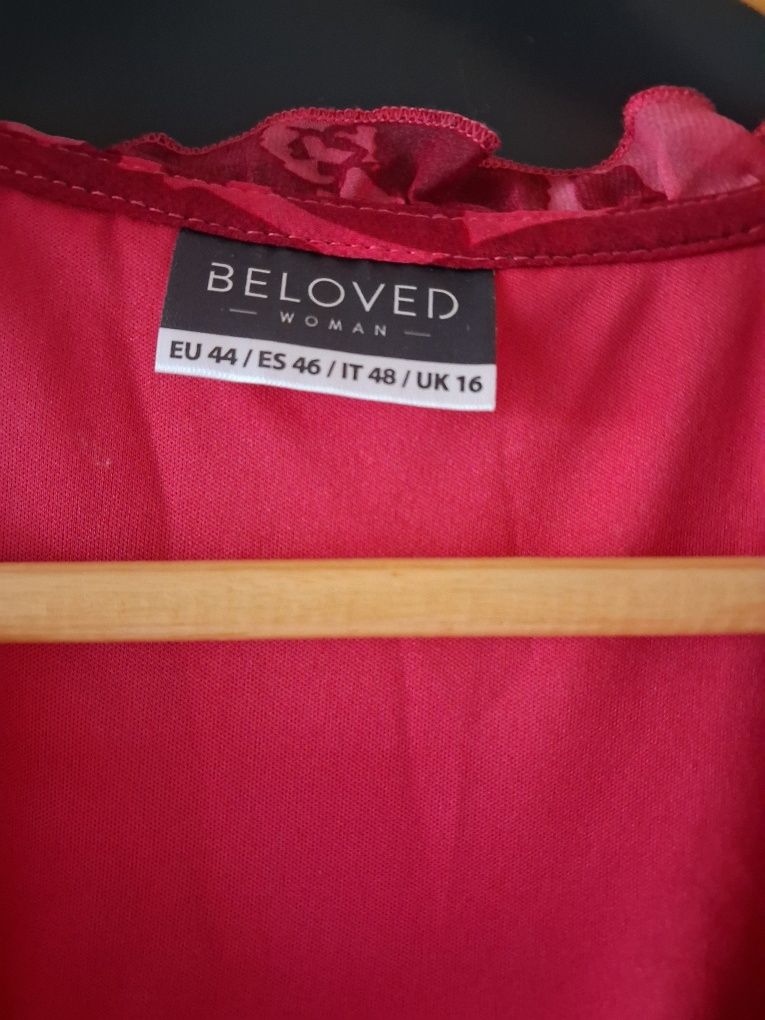 BELOVED
— WOMAN —
EU 44 / ES 46 / IT 48 / UK 16